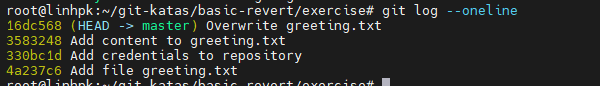 root@linhpk:~/git-katas/basic-revert/exercise# git log --oneline
16dc568 (HEAD -> master) Overwrite greeting.txt
3583248 Add content to greeting.txt
330bc1d Add credentials to repository
4a237c6 Add file greeting.txt
root@linhpk:~/git-katas/basic-revert/exercise#